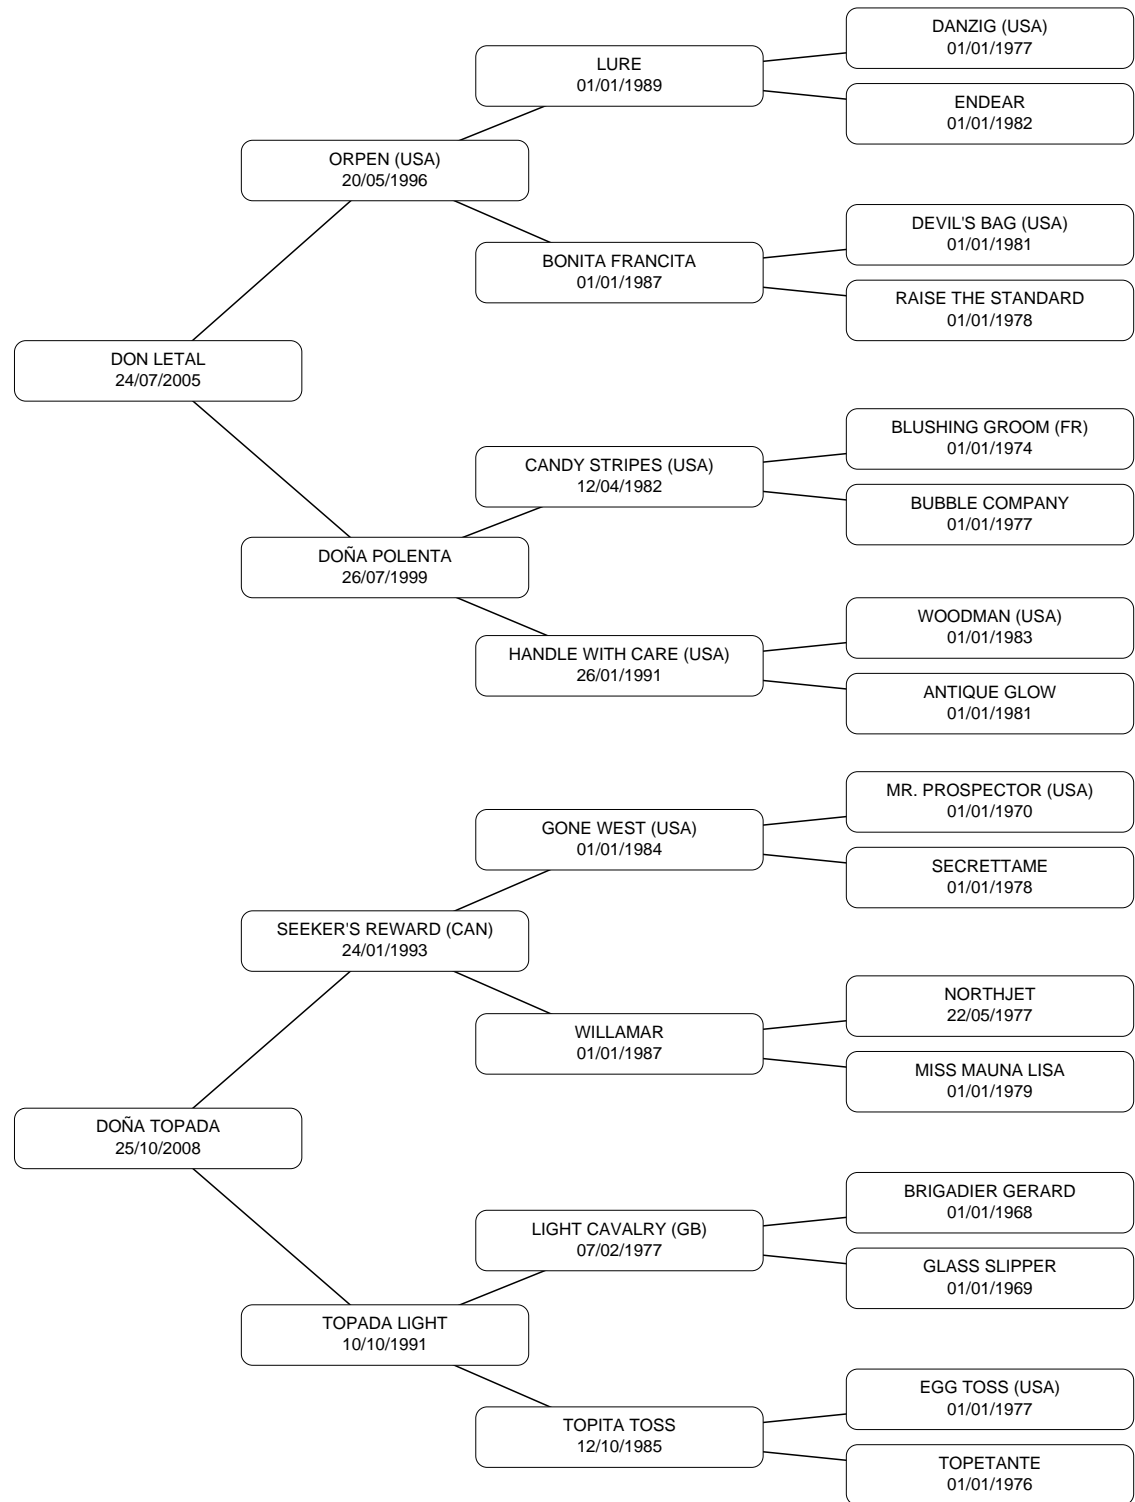 DANZIG (USA)
01/01/1977
LURE
01/01/1989
ENDEAR
01/01/1982
ORPEN (USA)
20/05/1996
DEVIL'S BAG (USA)
01/01/1981
BONITA FRANCITA
01/01/1987
RAISE THE STANDARD
01/01/1978
DON LETAL
24/07/2005
BLUSHING GROOM (FR)
01/01/1974
CANDY STRIPES (USA)
12/04/1982
BUBBLE COMPANY
01/01/1977
DOÑA POLENTA
26/07/1999
WOODMAN (USA)
01/01/1983
HANDLE WITH CARE (USA)
26/01/1991
ANTIQUE GLOW
01/01/1981
MR. PROSPECTOR (USA)
01/01/1970
GONE WEST (USA)
01/01/1984
SECRETTAME
01/01/1978
SEEKER'S REWARD (CAN)
24/01/1993
NORTHJET
22/05/1977
WILLAMAR
01/01/1987
MISS MAUNA LISA
01/01/1979
DOÑA TOPADA
25/10/2008
BRIGADIER GERARD
01/01/1968
LIGHT CAVALRY (GB)
07/02/1977
GLASS SLIPPER
01/01/1969
TOPADA LIGHT
10/10/1991
EGG TOSS (USA)
01/01/1977
TOPITA TOSS
12/10/1985
TOPETANTE
01/01/1976